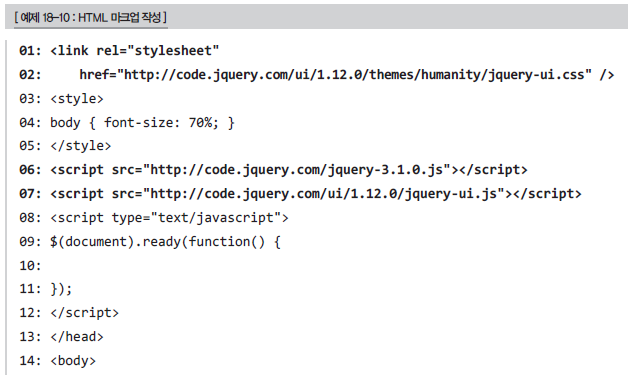 [ 예제 18-10 : HTML 마크업 작성 ]
01: <link rel="stylesheet"
02:    href="http://code.jquery.com/ui/1.12.0/themes/humanity/jquery-ui.css" />
03: <style>
04: body { font-size: 70%; }
05: </style>
06: <script src="http://code.jquery.com/jquery-3.1.0.js"></script>
07: <script src="http://code.jquery.com/ui/1.12.0/jquery-ui.js"></script>
08: <script type="text/javascript">
09: $(document).ready(function() {
10:
11: });
12: </script>
13: </head>
14: <body>